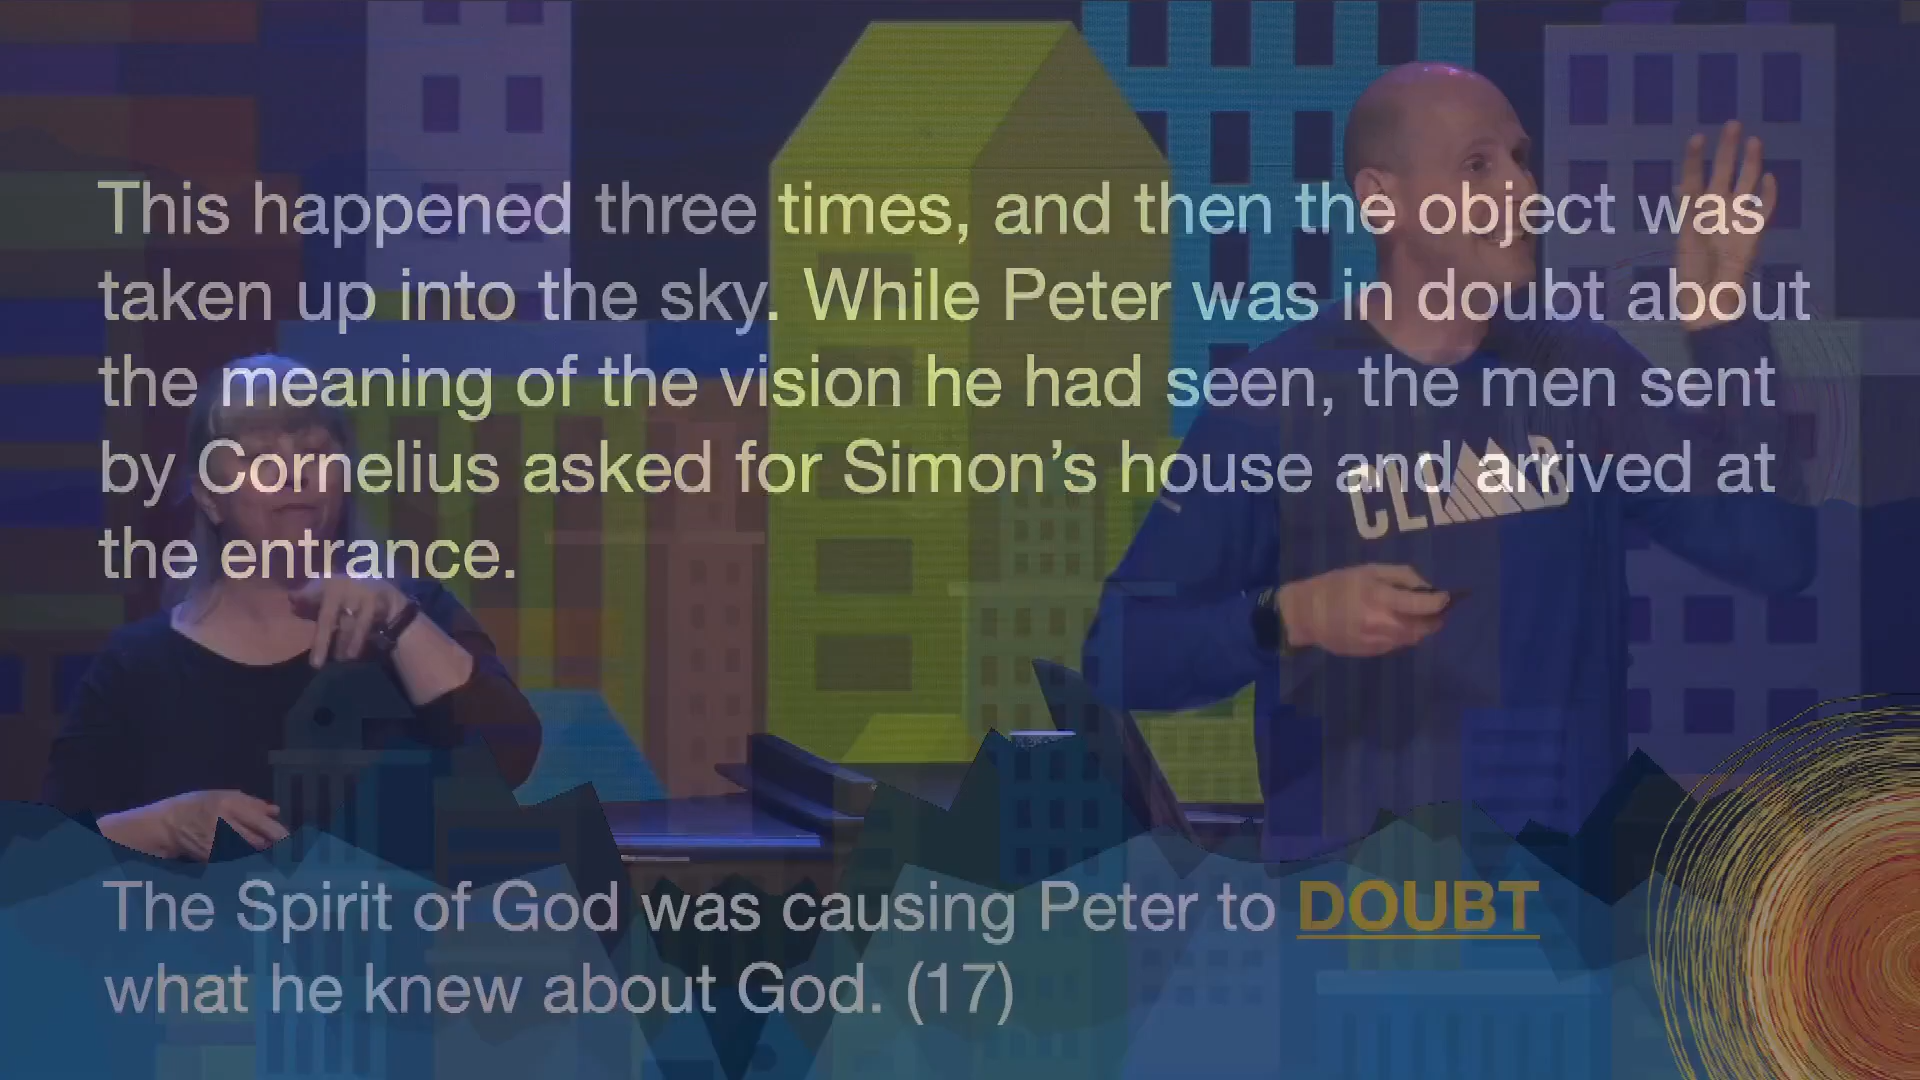 This happened three times, and then the object was
taken up into the sky. While Peter was in doubt about
the meaning of the vision he had seen, the men sent
by Cornelius asked for Simon’s house and arrived at
the entrance.
CLIMB
The Spirit of God was causing Peter to DOUBT
what he knew about God. (17)